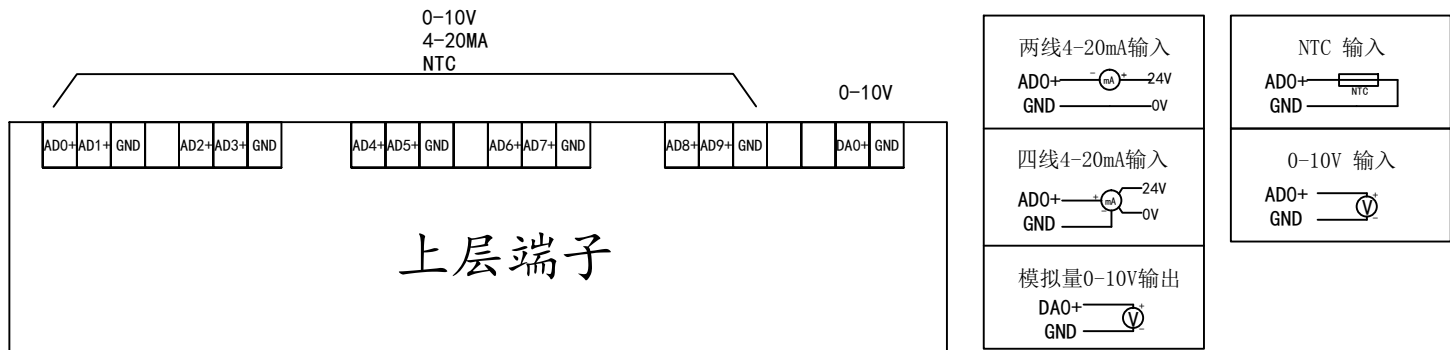 0-10V
4-20MA
NTC
0-10V
AD0+ AD1+ GND AD2+ AD3+ GND AD4+ AD5+ GND AD6+ AD7+ GND AD8+ AD9+ GND DA0+ GND
上层端子
两线4-20mA输入
AD0+ - mA + 24V
GND 0V
四线4-20mA输入
AD0+ + mA 24V
GND - 0V
模拟量0-10V输出
DA0+ +
V
GND -
NTC 输入
AD0+
NTC
GND
0-10V 输入
AD0+ +
V
GND -